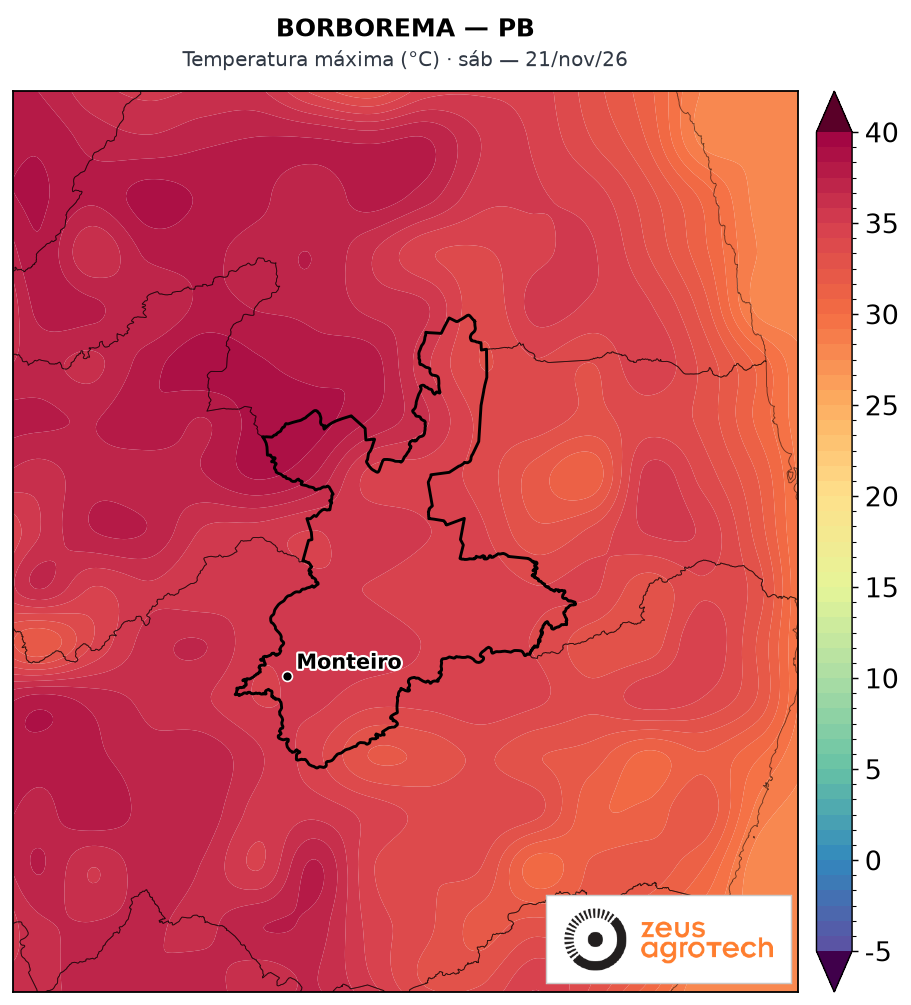 BORBOREMA — PB
Temperatura máxima (°C) · sáb — 21/nov/26
40
35
30
25
20
15
10
5
0
-5
Monteiro
zeus
agrotech